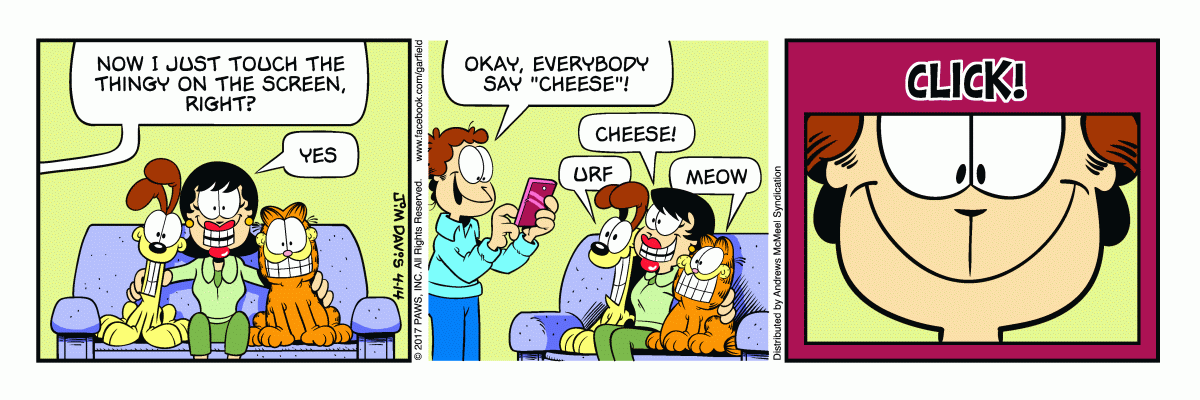 NOW I JUST TOUCH THE
THINGY ON THE SCREEN,
RIGHT?
YES
JIM DAVIS 4-14
© 2017 PAWS, INC. All Rights Reserved. www.facebook.com/garfield
OKAY, EVERYBODY
SAY "CHEESE"!
CHEESE!
URF
MEOW
Distributed by Andrews McMeel Syndication
CLICK!